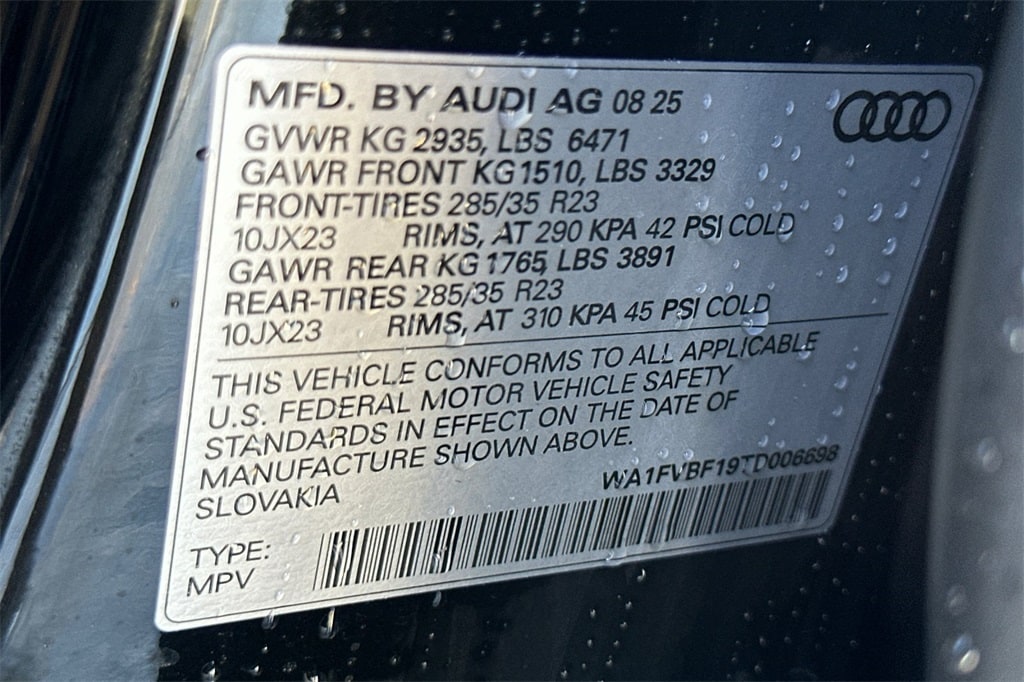 MFD. BY AUDI AG 08 25
GVWR KG 2935, LBS 6471
GAWR FRONT KG 1510, LBS 3329
FRONT-TIRES 285/35 R23
10JX23 RIMS, AT 290 KPA 42 PSI COLD
GAWR REAR KG 1765, LBS 3891
REAR-TIRES 285/35 R23
10JX23 RIMS, AT 310 KPA 45 PSI COLD
THIS VEHICLE CONFORMS TO ALL APPLICABLE
U.S. FEDERAL MOTOR VEHICLE SAFETY
STANDARDS IN EFFECT ON THE DATE OF
MANUFACTURE SHOWN ABOVE.
SLOVAKIA
WA1FVBF19TD006698
TYPE:
MPV